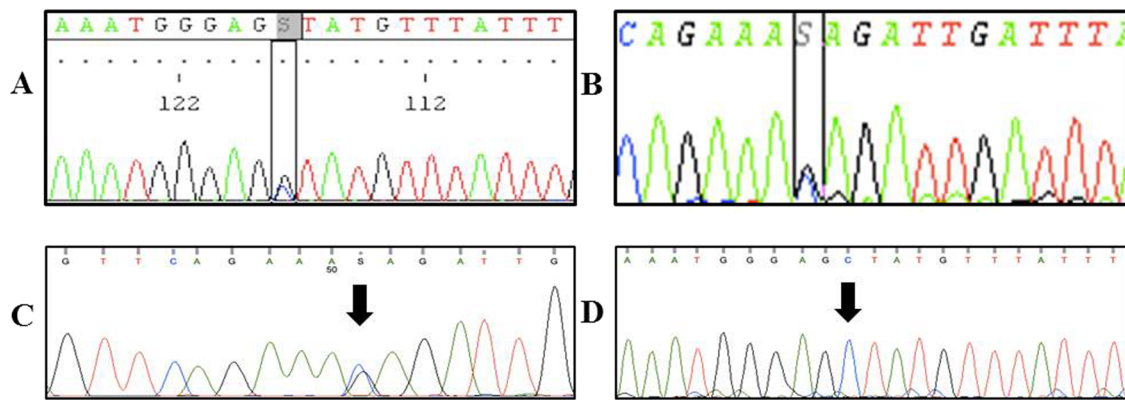 A
A A A T G G G A G S T A T G T T T A T T T
122 112
B
C A G A A A S A G A T T G A T T T A
C
G T T C A G A A A S A G A T T G
50
D
A A A T G G G A G C T A T G T T T A T T T